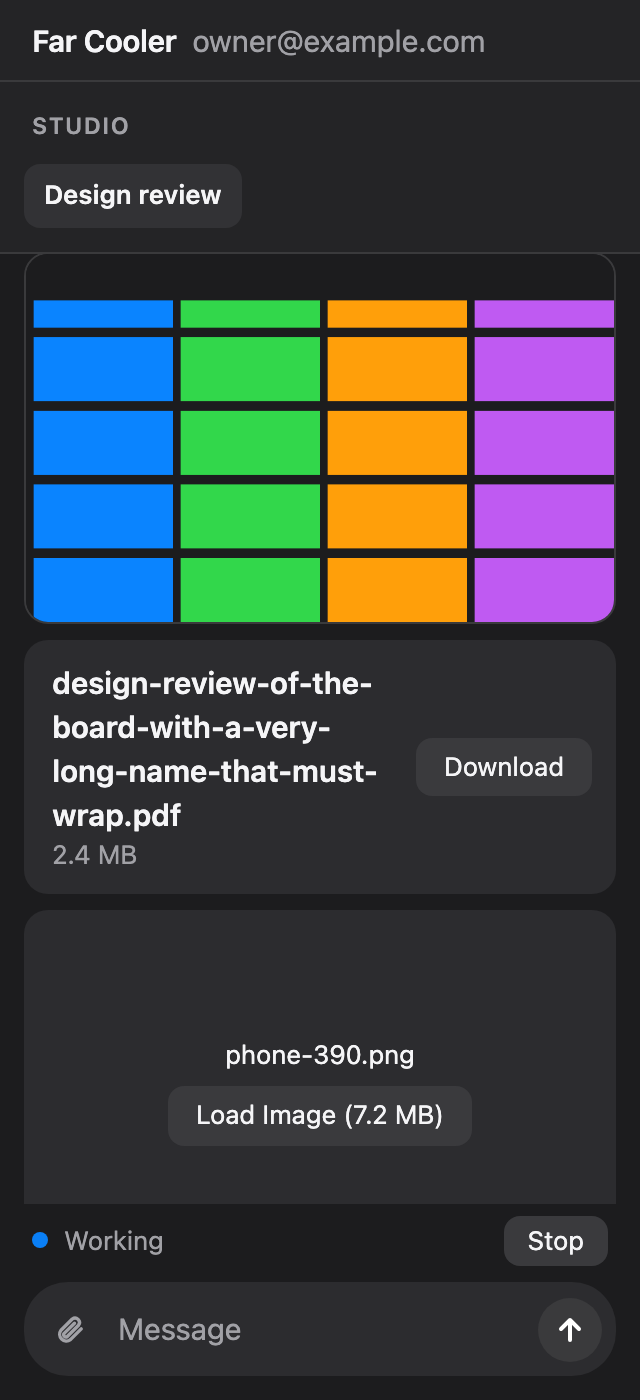 Far Cooler owner@example.com
STUDIO
Design review
design-review-of-the-
board-with-a-very-
long-name-that-must-
wrap.pdf
2.4 MB
Download
phone-390.png
Load Image (7.2 MB)
Working
Stop
Message